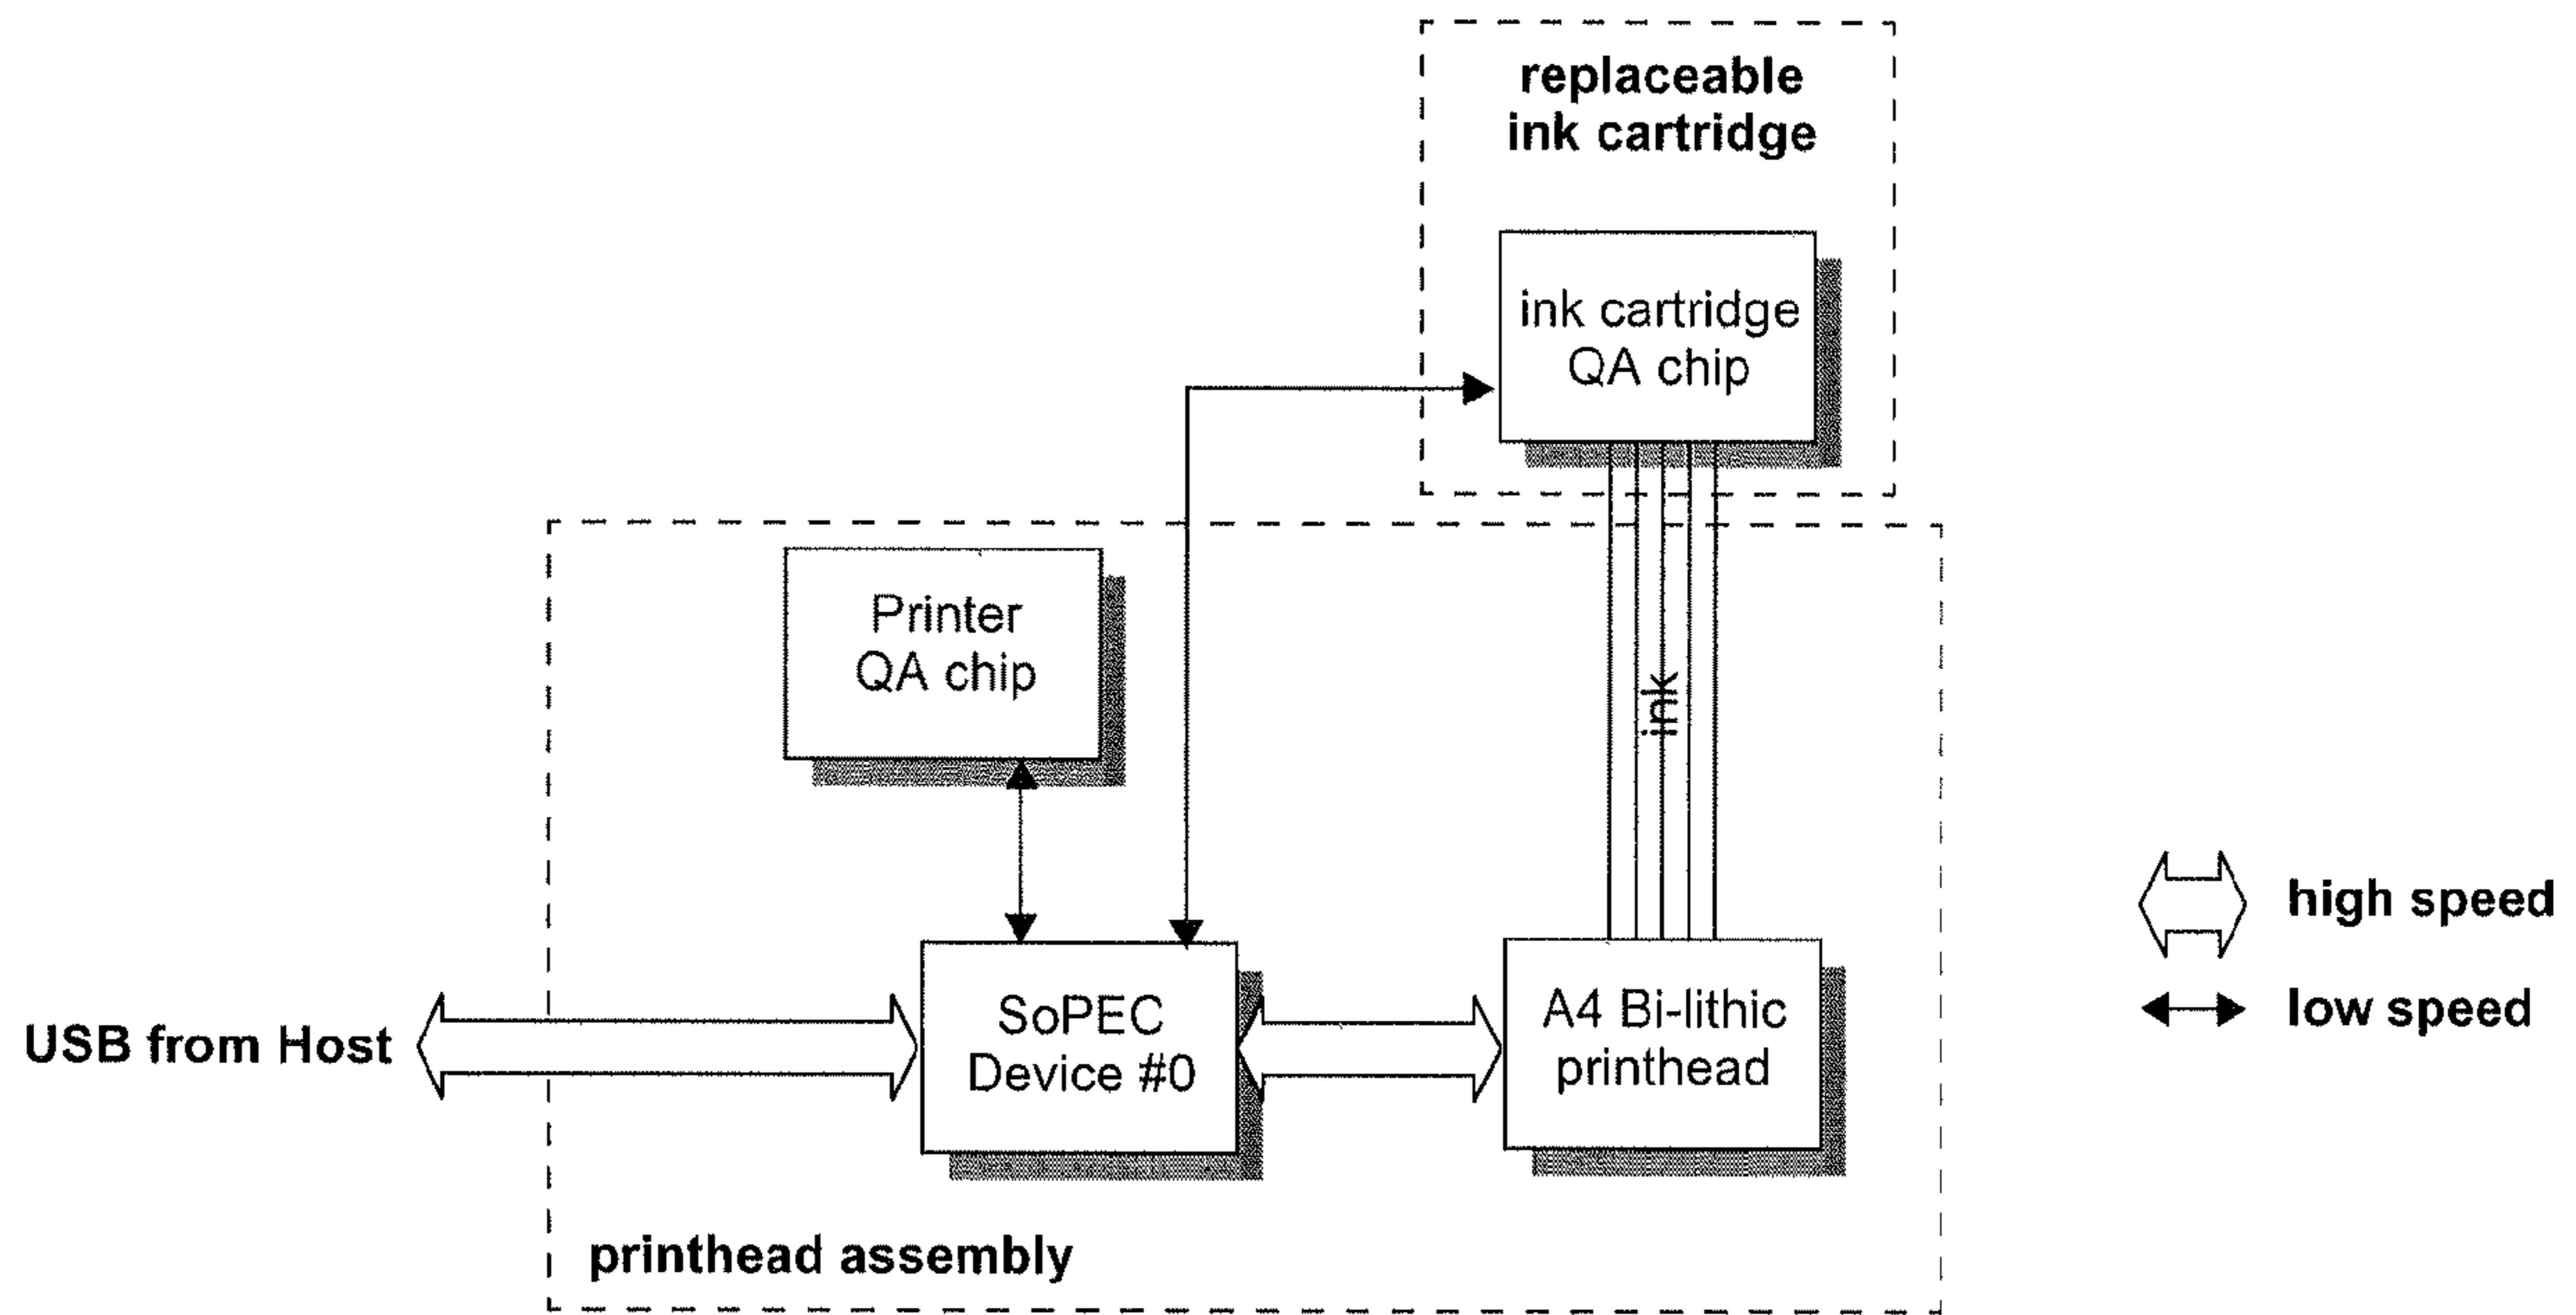 replaceable
ink cartridge
ink cartridge
QA chip
Printer
QA chip
ink
high speed
low speed
USB from Host
SoPEC
Device #0
A4 Bi-lithic
printhead
printhead assembly